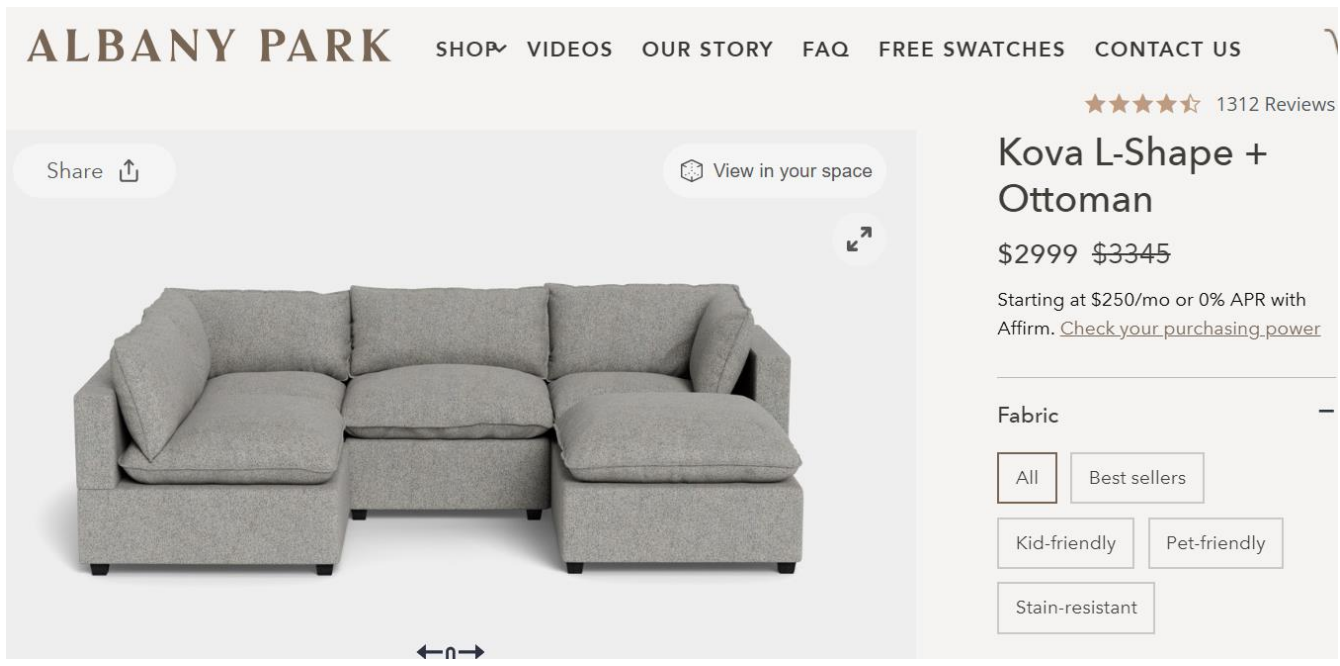 ALBANY PARK
SHOP VIDEOS OUR STORY FAQ FREE SWATCHES CONTACT US
1312 Reviews
Share
View in your space
Kova L-Shape +
Ottoman
$2999 $3345
Starting at $250/mo or 0% APR with
Affirm. Check your purchasing power
Fabric
All
Best sellers
Kid-friendly
Pet-friendly
Stain-resistant